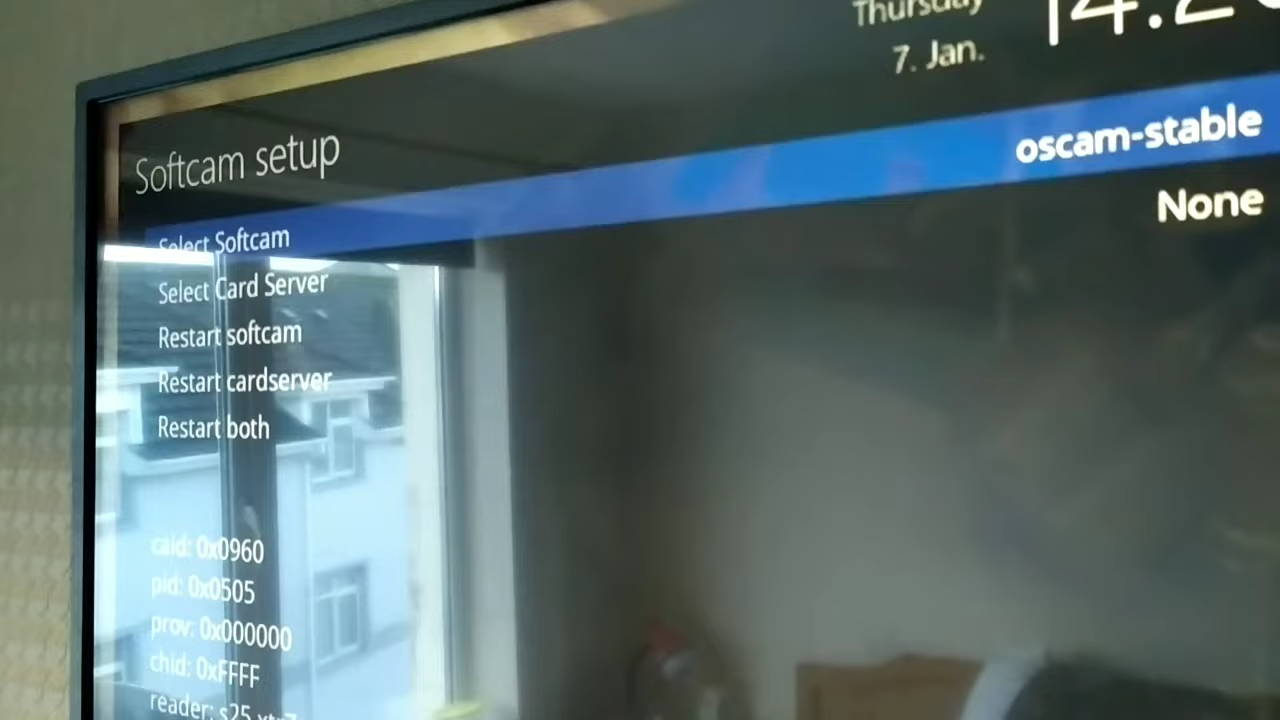 Thursday
7. Jan.
Softcam setup
Select Softcam
oscam-stable
Select Card Server
None
Restart softcam
Restart cardserver
Restart both
caid: 0x0960
pid: 0x0505
prov: 0x000000
chid: 0xFFFF
reader: